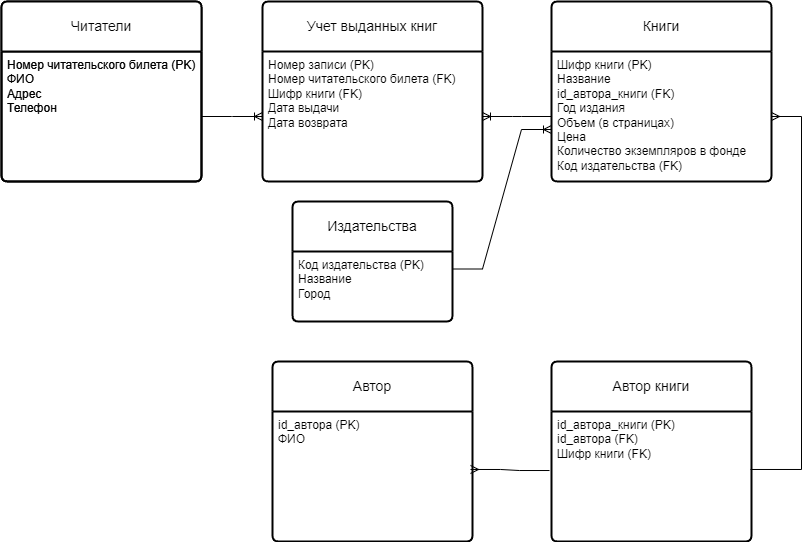 Читатели
Номер читательского билета (PK)
ФИО
Адрес
Телефон
Учет выданных книг
Номер записи (PK)
Номер читательского билета (FK)
Шифр книги (FK)
Дата выдачи
Дата возврата
Книги
Шифр книги (PK)
Название
id_автора_книги (FK)
Год издания
Объем (в страницах)
Цена
Количество экземпляров в фонде
Код издательства (FK)
Издательства
Код издательства (PK)
Название
Город
Автор
id_автора (PK)
ФИО
Автор книги
id_автора_книги (PK)
id_автора (FK)
Шифр книги (FK)